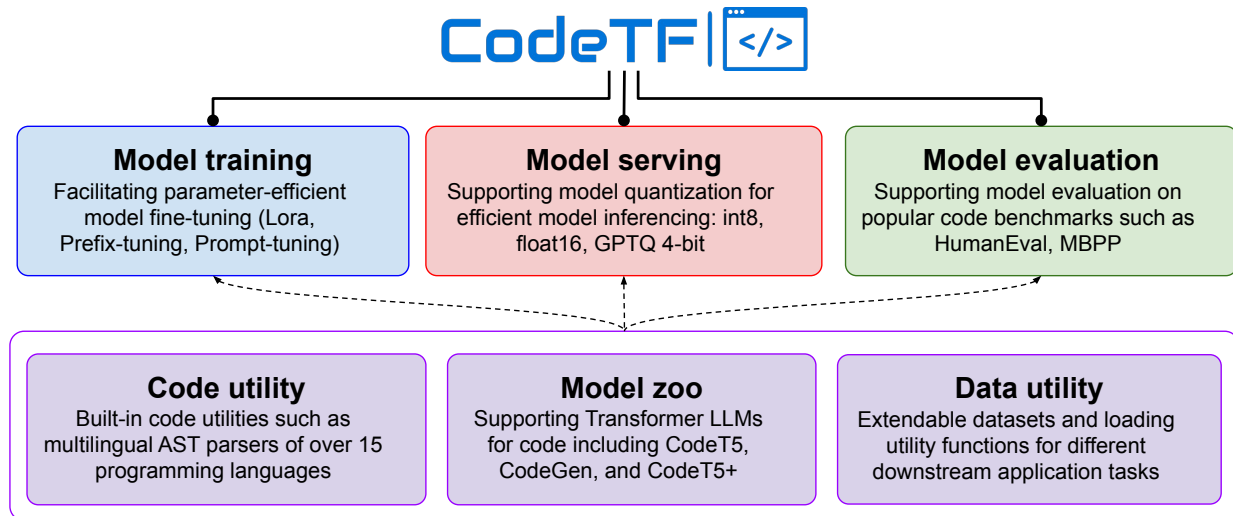 CodeTF </>
Model training
Facilitating parameter-efficient
model fine-tuning (Lora,
Prefix-tuning, Prompt-tuning)
Model serving
Supporting model quantization for
efficient model inferencing: int8,
float16, GPTQ 4-bit
Model evaluation
Supporting model evaluation on
popular code benchmarks such as
HumanEval, MBPP
Code utility
Built-in code utilities such as
multilingual AST parsers of over 15
programming languages
Model zoo
Supporting Transformer LLMs
for code including CodeT5,
CodeGen, and CodeT5+
Data utility
Extendable datasets and loading
utility functions for different
downstream application tasks